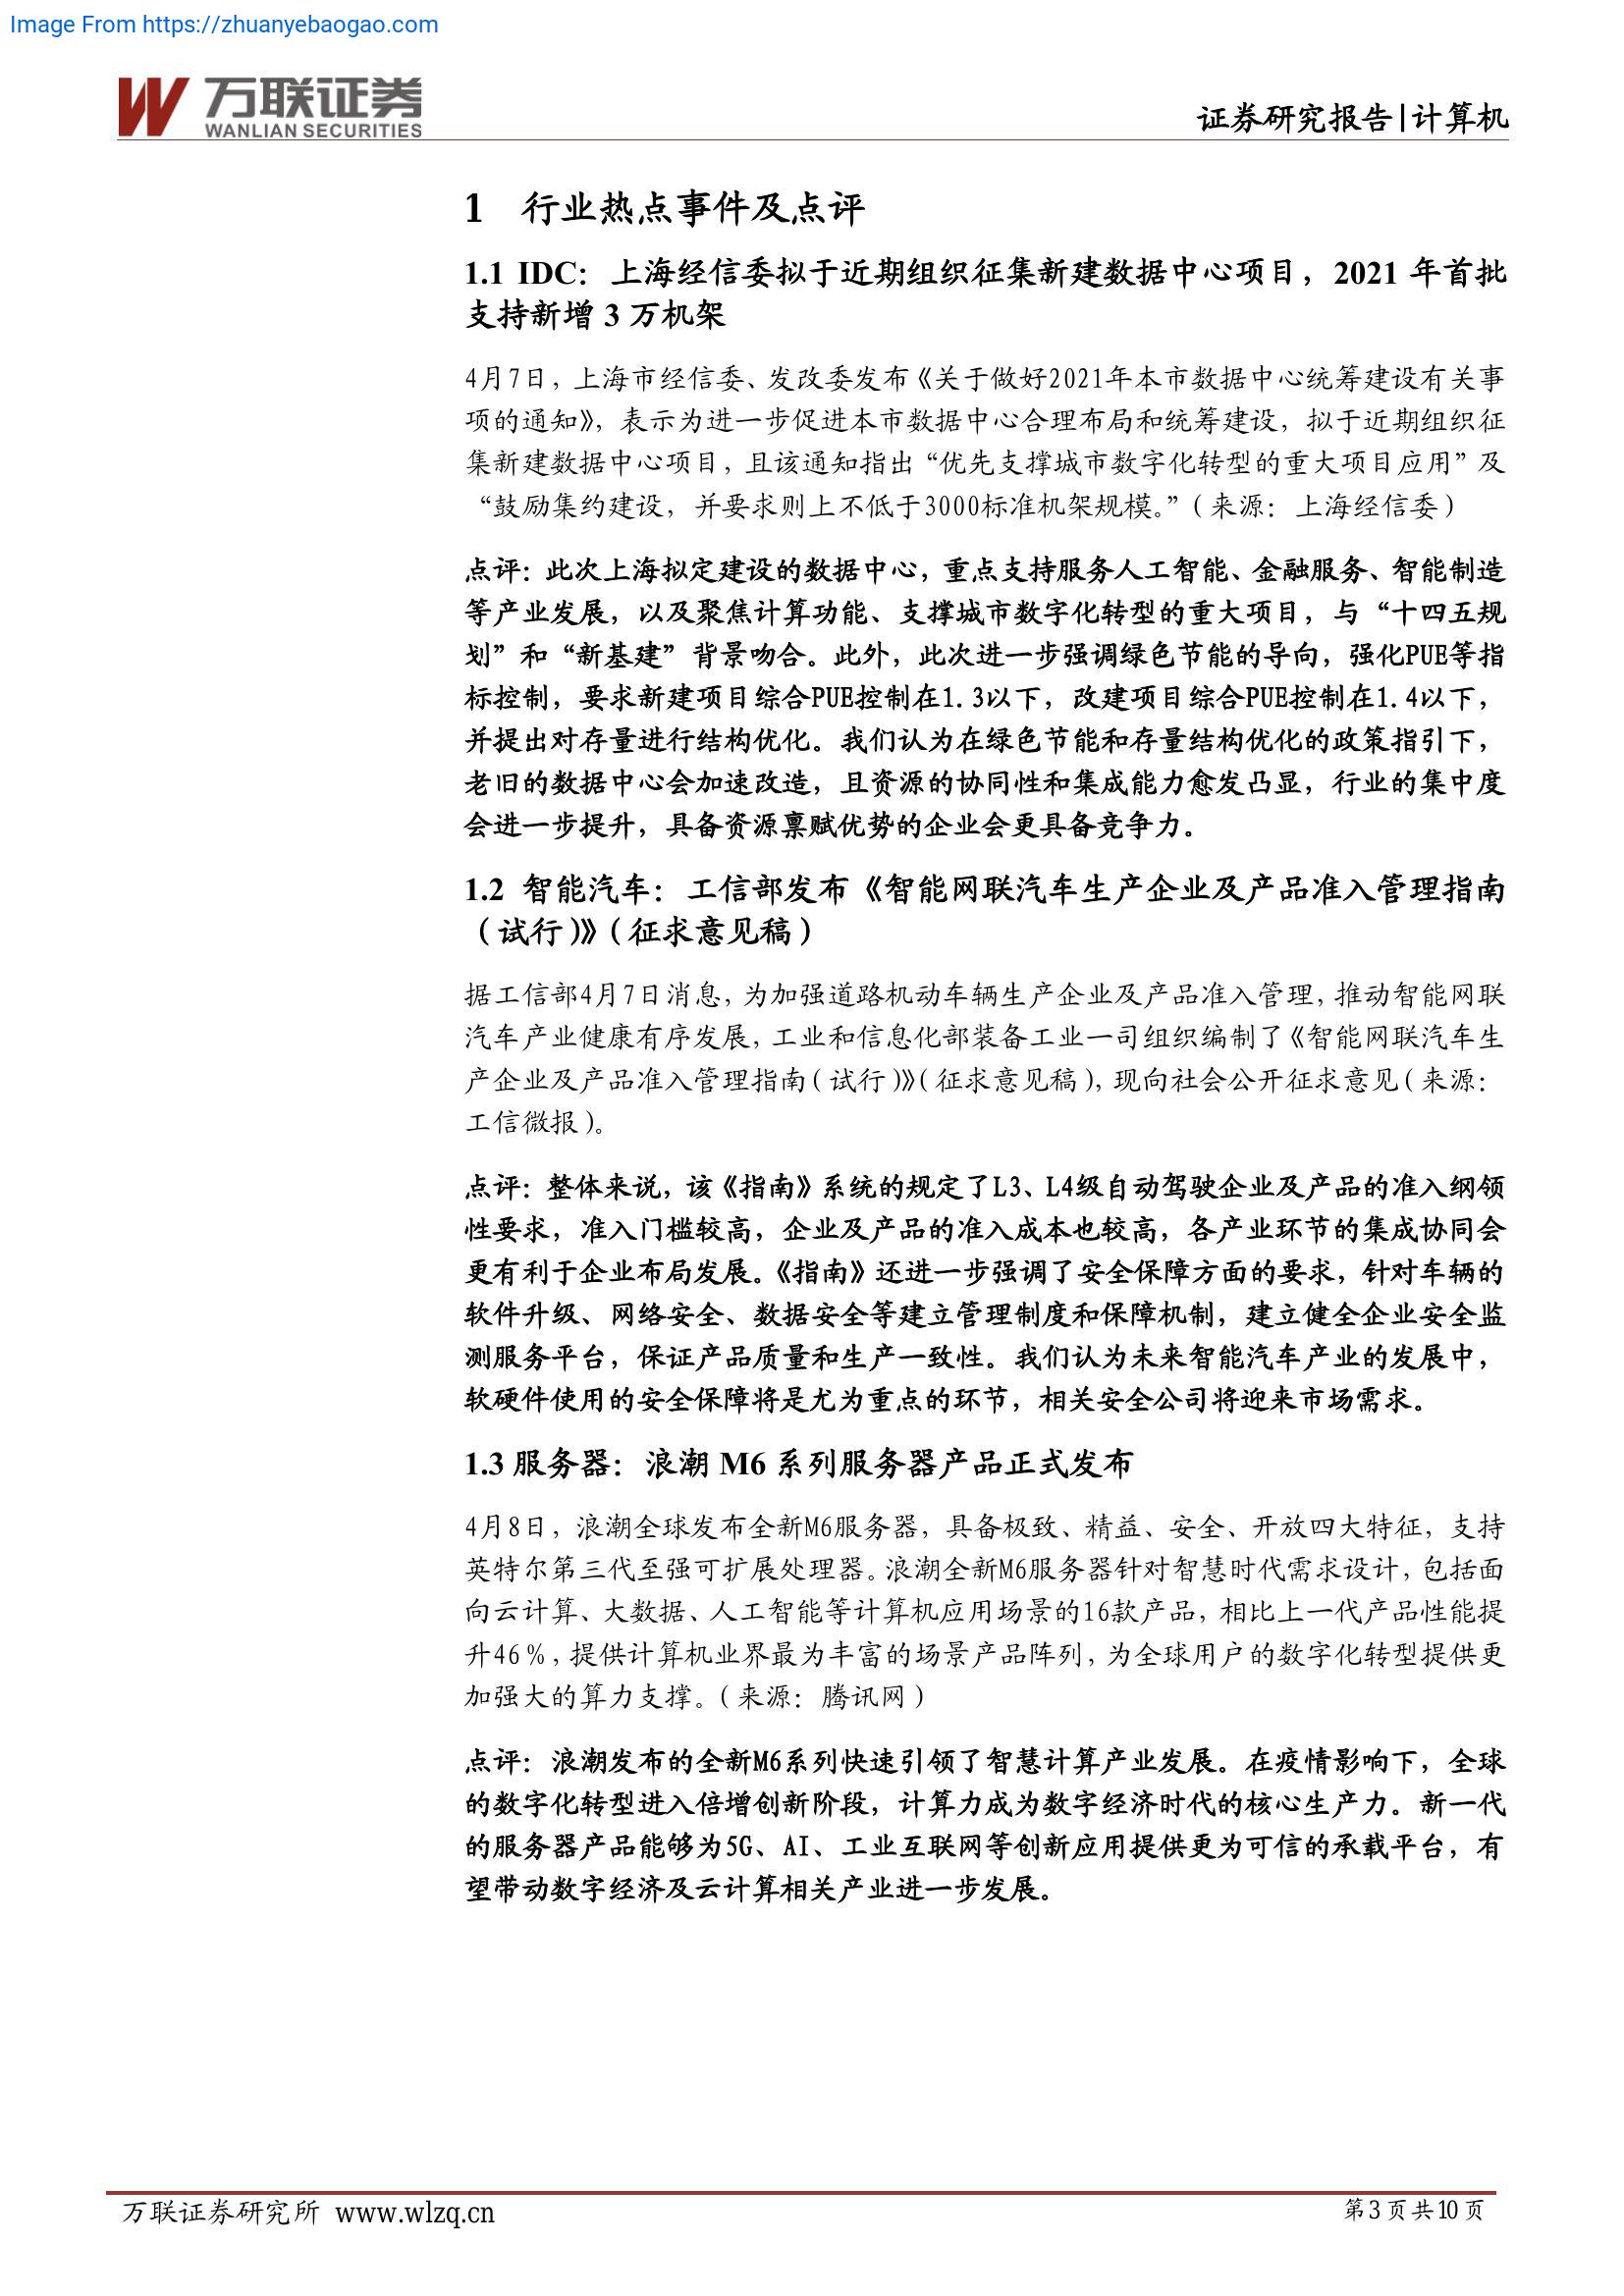 Image From https://zhuanyebaogao.com
万联证券
WANLIAN SECURITIES
证券研究报告|计算机
1 行业热点事件及点评
1.1 IDC：上海经信委拟于近期组织征集新建数据中心项目，2021 年首批
支持新增 3 万机架
4月7日，上海市经信委、发改委发布《关于做好2021年本市数据中心统筹建设有关事
项的通知》，表示为进一步促进本市数据中心合理布局和统筹建设，拟于近期组织征
集新建数据中心项目，且该通知指出“优先支撑城市数字化转型的重大项目应用”及
“鼓励集约建设，并要求则上不低于3000标准机架规模。”（来源：上海经信委）
点评：此次上海拟定建设的数据中心，重点支持服务人工智能、金融服务、智能制造
等产业发展，以及聚焦计算功能、支撑城市数字化转型的重大项目，与“十四五规
划”和“新基建”背景吻合。此外，此次进一步强调绿色节能的导向，强化PUE等指
标控制，要求新建项目综合PUE控制在1.3以下，改建项目综合PUE控制在1.4以下，
并提出对存量进行结构优化。我们认为在绿色节能和存量结构优化的政策指引下，
老旧的数据中心会加速改造，且资源的协同性和集成能力愈发凸显，行业的集中度
会进一步提升，具备资源禀赋优势的企业会更具备竞争力。
1.2 智能汽车：工信部发布《智能网联汽车生产企业及产品准入管理指南
（试行）》（征求意见稿）
据工信部4月7日消息，为加强道路机动车辆生产企业及产品准入管理，推动智能网联
汽车产业健康有序发展，工业和信息化部装备工业一司组织编制了《智能网联汽车生
产企业及产品准入管理指南（试行）》（征求意见稿），现向社会公开征求意见（来源：
工信微报）。
点评：整体来说，该《指南》系统的规定了L3、L4级自动驾驶企业及产品的准入纲领
性要求，准入门槛较高，企业及产品的准入成本也较高，各产业环节的集成协同会
更有利于企业布局发展。《指南》还进一步强调了安全保障方面的要求，针对车辆的
软件升级、网络安全、数据安全等建立管理制度和保障机制，建立健全企业安全监
测服务平台，保证产品质量和生产一致性。我们认为未来智能汽车产业的发展中，
软硬件使用的安全保障将是尤为重点的环节，相关安全公司将迎来市场需求。
1.3 服务器：浪潮 M6 系列服务器产品正式发布
4月8日，浪潮全球发布全新M6服务器，具备极致、精益、安全、开放四大特征，支持
英特尔第三代至强可扩展处理器。浪潮全新M6服务器针对智慧时代需求设计，包括面
向云计算、大数据、人工智能等计算机应用场景的16款产品，相比上一代产品性能提
升46%，提供计算机业界最为丰富的场景产品阵列，为全球用户的数字化转型提供更
加强大的算力支撑。（来源：腾讯网）
点评：浪潮发布的全新M6系列快速引领了智慧计算产业发展。在疫情影响下，全球
的数字化转型进入倍增创新阶段，计算力成为数字经济时代的核心生产力。新一代
的服务器产品能够为5G、AI、工业互联网等创新应用提供更为可信的承载平台，有
望带动数字经济及云计算相关产业进一步发展。
万联证券研究所 www.wlzq.cn
第 3 页 共 10 页